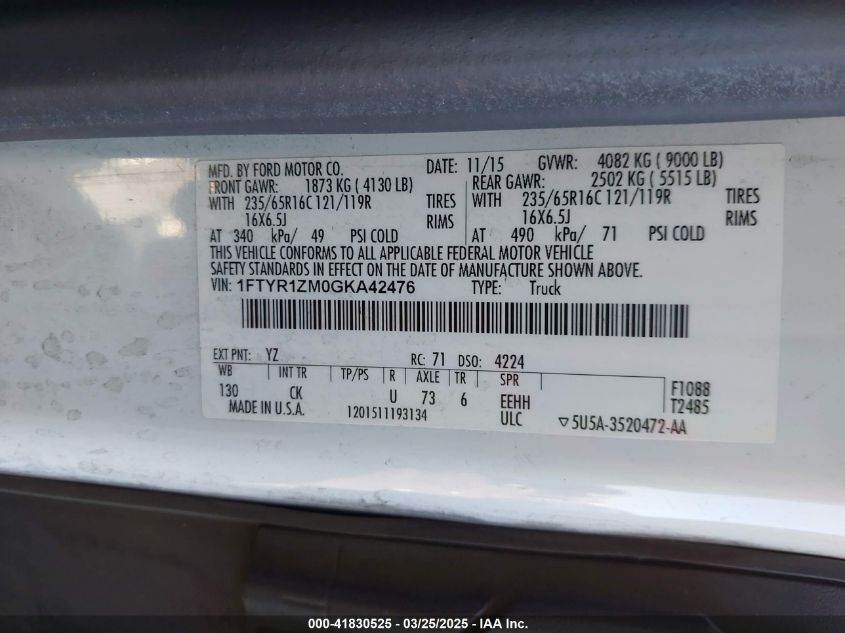 MFD. BY FORD MOTOR CO. DATE: 11/15 GVWR: 4082 KG ( 9000 LB)
FRONT GAWR: 1873 KG ( 4130 LB) REAR GAWR: 2502 KG ( 5515 LB)
WITH 235/65R16C 121/119R TIRES WITH 235/65R16C 121/119R TIRES
16X6.5J RIMS 16X6.5J RIMS
AT 340 kPa/ 49 PSI COLD AT 490 kPa/ 71 PSI COLD
THIS VEHICLE CONFORMS TO ALL APPLICABLE FEDERAL MOTOR VEHICLE
SAFETY STANDARDS IN EFFECT ON THE DATE OF MANUFACTURE SHOWN ABOVE.
VIN: 1FTYR1ZM0GKA42476 TYPE: Truck
EXT PNT: YZ RC: 71 DSO: 4224
WB INT TR TP/PS R AXLE TR SPR
130 CK U 73 6 EEHH F1088
MADE IN U.S.A. 1201511193134 ULC T2485
▽5U5A-3520472-AA
000-41830525 - 03/25/2025 - IAA Inc.